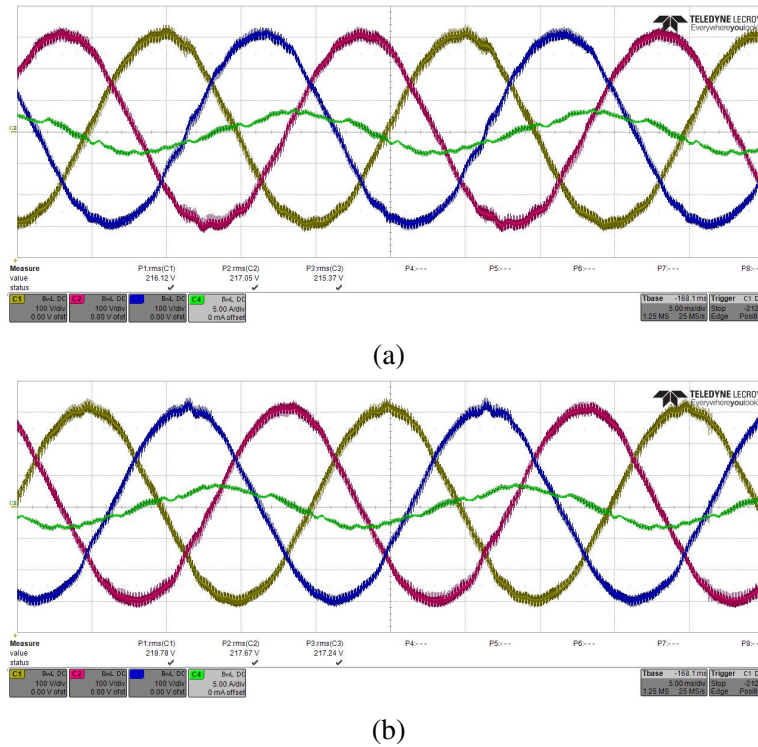 TELEDYNE LECROY
Everywhereyoulook
C3
Measure P1:rms(C1) P2:rms(C2) P3:rms(C3) P4:--- P5:--- P6:--- P7:--- P8:--
value 216.12 V 217.05 V 215.37 V
status ✓ ✓ ✓
C1 BwL DC C2 BwL DC BwL DC C4 BwL DC Tbase -168.1 ms Trigger C1 D
100 V/div 100 V/div 100 V/div 5.00 A/div 5.00 ms/div Stop -212
0.00 V ofst 0.00 V ofst 0.00 V ofst 0 mA offset 1.25 MS 25 MS/s Edge Positi
(a)
TELEDYNE LECROY
Everywhereyoulook
C3
Measure P1:rms(C1) P2:rms(C2) P3:rms(C3) P4:--- P5:--- P6:--- P7:--- P8:--
value 218.78 V 217.67 V 217.24 V
status ✓ ✓ ✓
C1 BwL DC C2 BwL DC BwL DC C4 BwL DC Tbase -168.1 ms Trigger C1 D
100 V/div 100 V/div 100 V/div 5.00 A/div 5.00 ms/div Stop -212
0.00 V ofst 0.00 V ofst 0.00 V ofst 0 mA offset 1.25 MS 25 MS/s Edge Positi
(b)